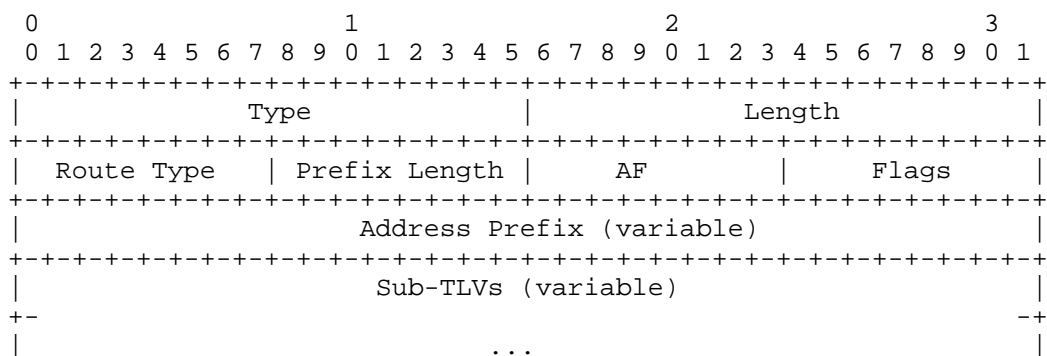 0                   1                   2                   3
 0 1 2 3 4 5 6 7 8 9 0 1 2 3 4 5 6 7 8 9 0 1 2 3 4 5 6 7 8 9 0 1
+-+-+-+-+-+-+-+-+-+-+-+-+-+-+-+-+-+-+-+-+-+-+-+-+-+-+-+-+-+-+-+-+
|              Type             |             Length            |
+-+-+-+-+-+-+-+-+-+-+-+-+-+-+-+-+-+-+-+-+-+-+-+-+-+-+-+-+-+-+-+-+
|  Route Type   | Prefix Length |     AF        |     Flags     |
+-+-+-+-+-+-+-+-+-+-+-+-+-+-+-+-+-+-+-+-+-+-+-+-+-+-+-+-+-+-+-+-+
|                     Address Prefix (variable)                 |
+-+-+-+-+-+-+-+-+-+-+-+-+-+-+-+-+-+-+-+-+-+-+-+-+-+-+-+-+-+-+-+-+
|                      Sub-TLVs (variable)                      |
+-                                                             -+
|                             ...                               |